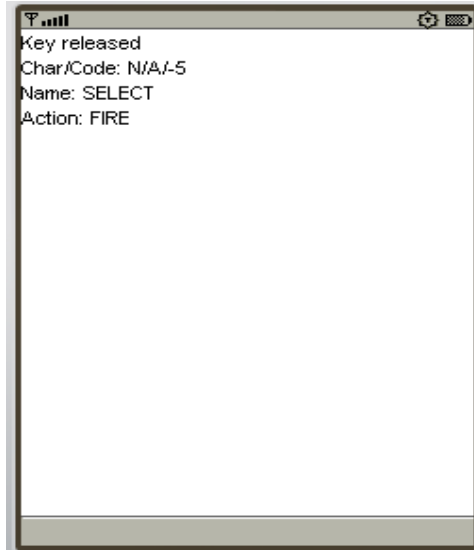 Key released
Char/Code: N/A/-5
Name: SELECT
Action: FIRE